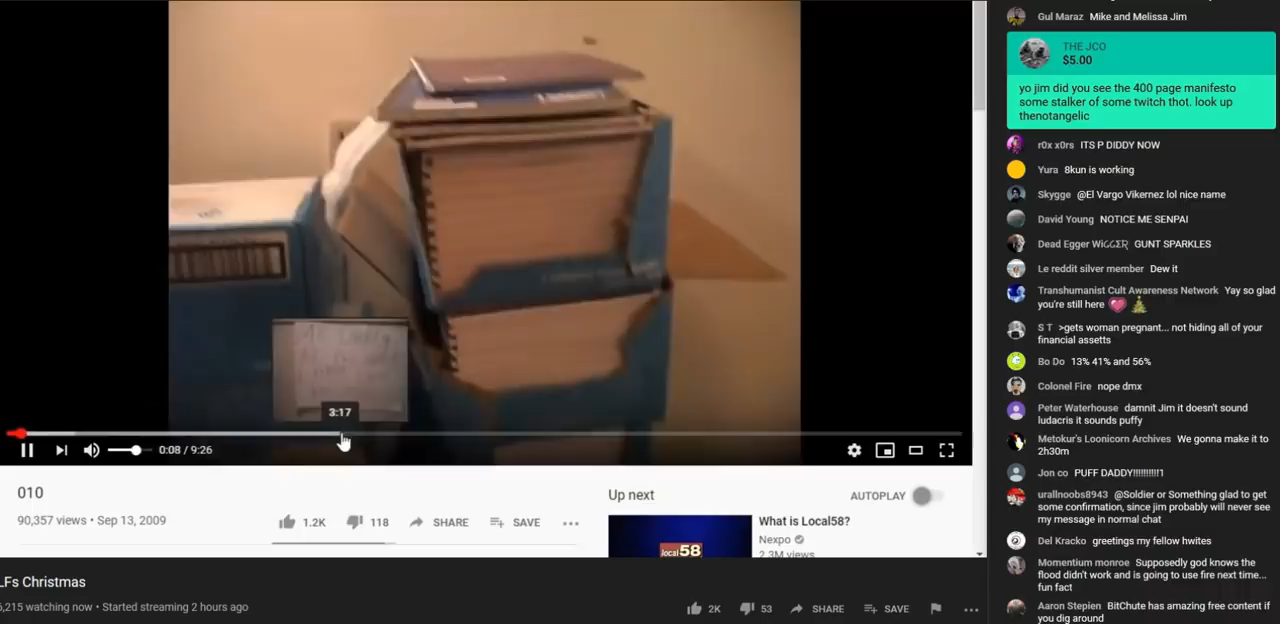 Gul Maraz Mike and Melissa Jim
THE JCO
$5.00
yo jim did you see the 400 page manifesto
some stalker of some twitch thot. look up
thenotangelic
r0x x0rs ITS P DIDDY NOW
Yura 8kun is working
Skygge @El Vargo Vikernez lol nice name
David Young NOTICE ME SENPAI
Dead Egger WiGGER GUNT SPARKLES
Le reddit silver member Dew it
Transhumanist Cult Awareness Network Yay so glad
you're still here
S T >gets woman pregnant... not hiding all of your
financial assetts
Bo Do 13% 41% and 56%
Colonel Fire nope dmx
Peter Waterhouse damnit Jim it doesn't sound
ludacris it sounds puffy
Metokur's Loonicorn Archives We gonna make it to
2h30m
Jon co PUFF DADDY!!!!!!!!!!1
urallnoobs8943 @Soldier or Something glad to get
some confirmation, since jim probably will never see
my message in normal chat
Del Kracko greetings my fellow hwites
Momentium monroe Supposedly god knows the
flood didn't work and is going to use fire next time...
fun fact
Aaron Stepien BitChute has amazing free content if
you dig around
3:17
0:08 / 9:26
010
90,357 views • Sep 13, 2009
1.2K 118 SHARE SAVE
Up next
AUTOPLAY
local 58
What is Local58?
Nexpo
2.3M views
LFs Christmas
6,215 watching now • Started streaming 2 hours ago
2K 53 SHARE SAVE